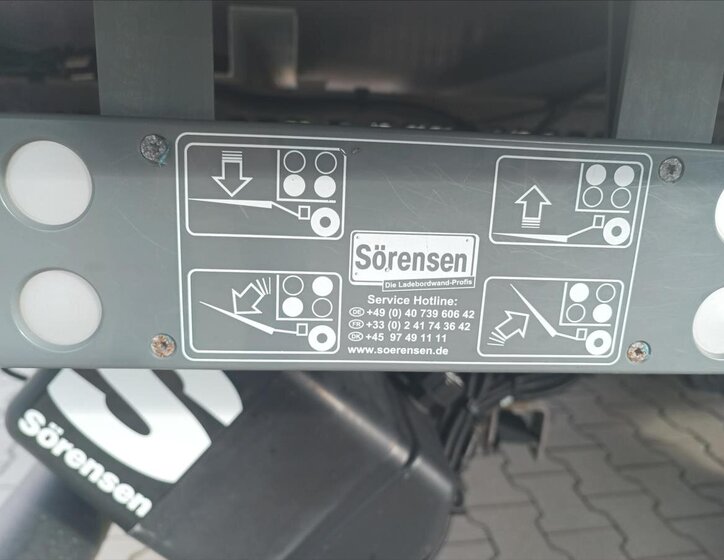 Sörensen
Die Ladebordwand-Profis
Service Hotline:
DE +49 (0) 40 739 606 42
FR +33 (0) 2 41 74 36 42
DK +45 97 49 11 11
www.soerensen.de
S
Sörensen